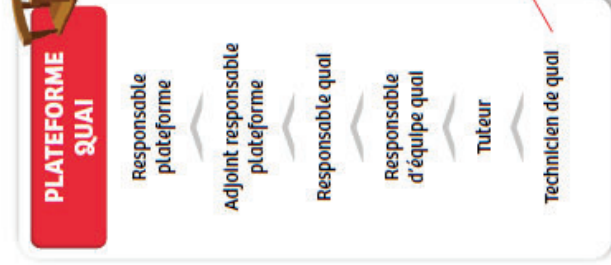 PLATEFORME
QUAI
Responsable
plateforme
Adjoint responsable
plateforme
Responsable quai
Responsable
d'équipe quai
Tuteur
Technicien de quai